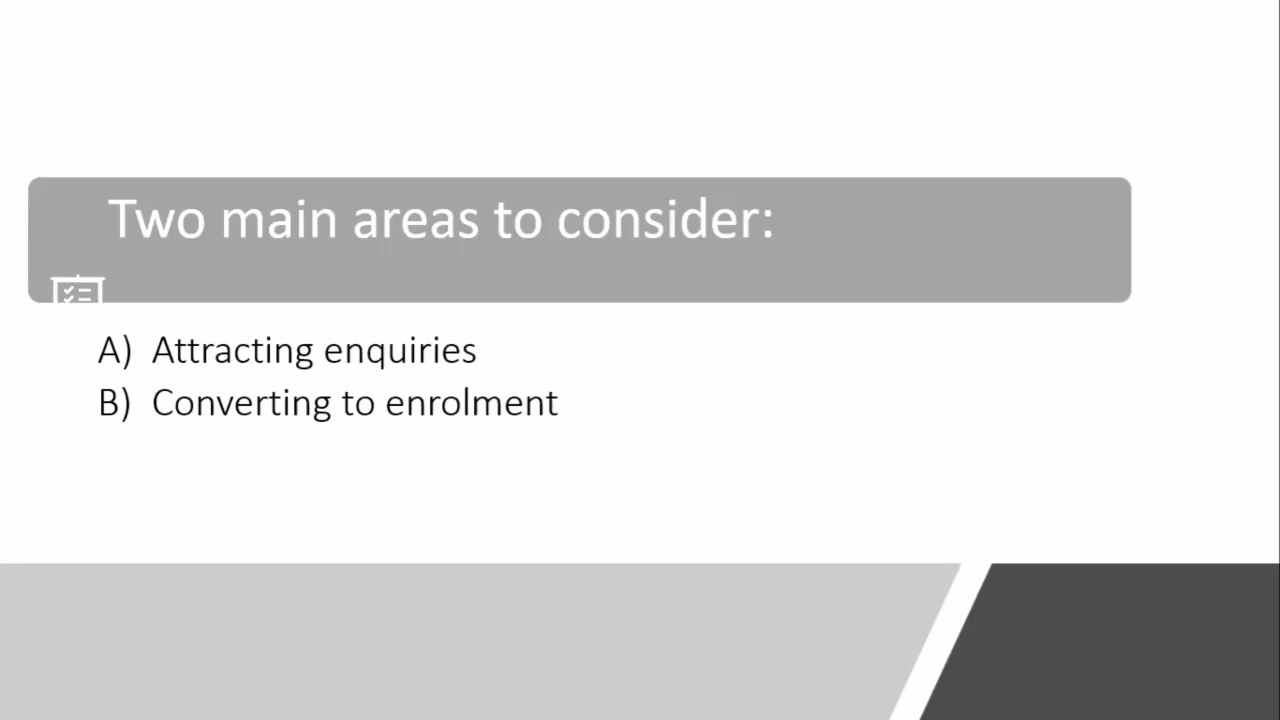 Two main areas to consider:
A) Attracting enquiries
B) Converting to enrolment